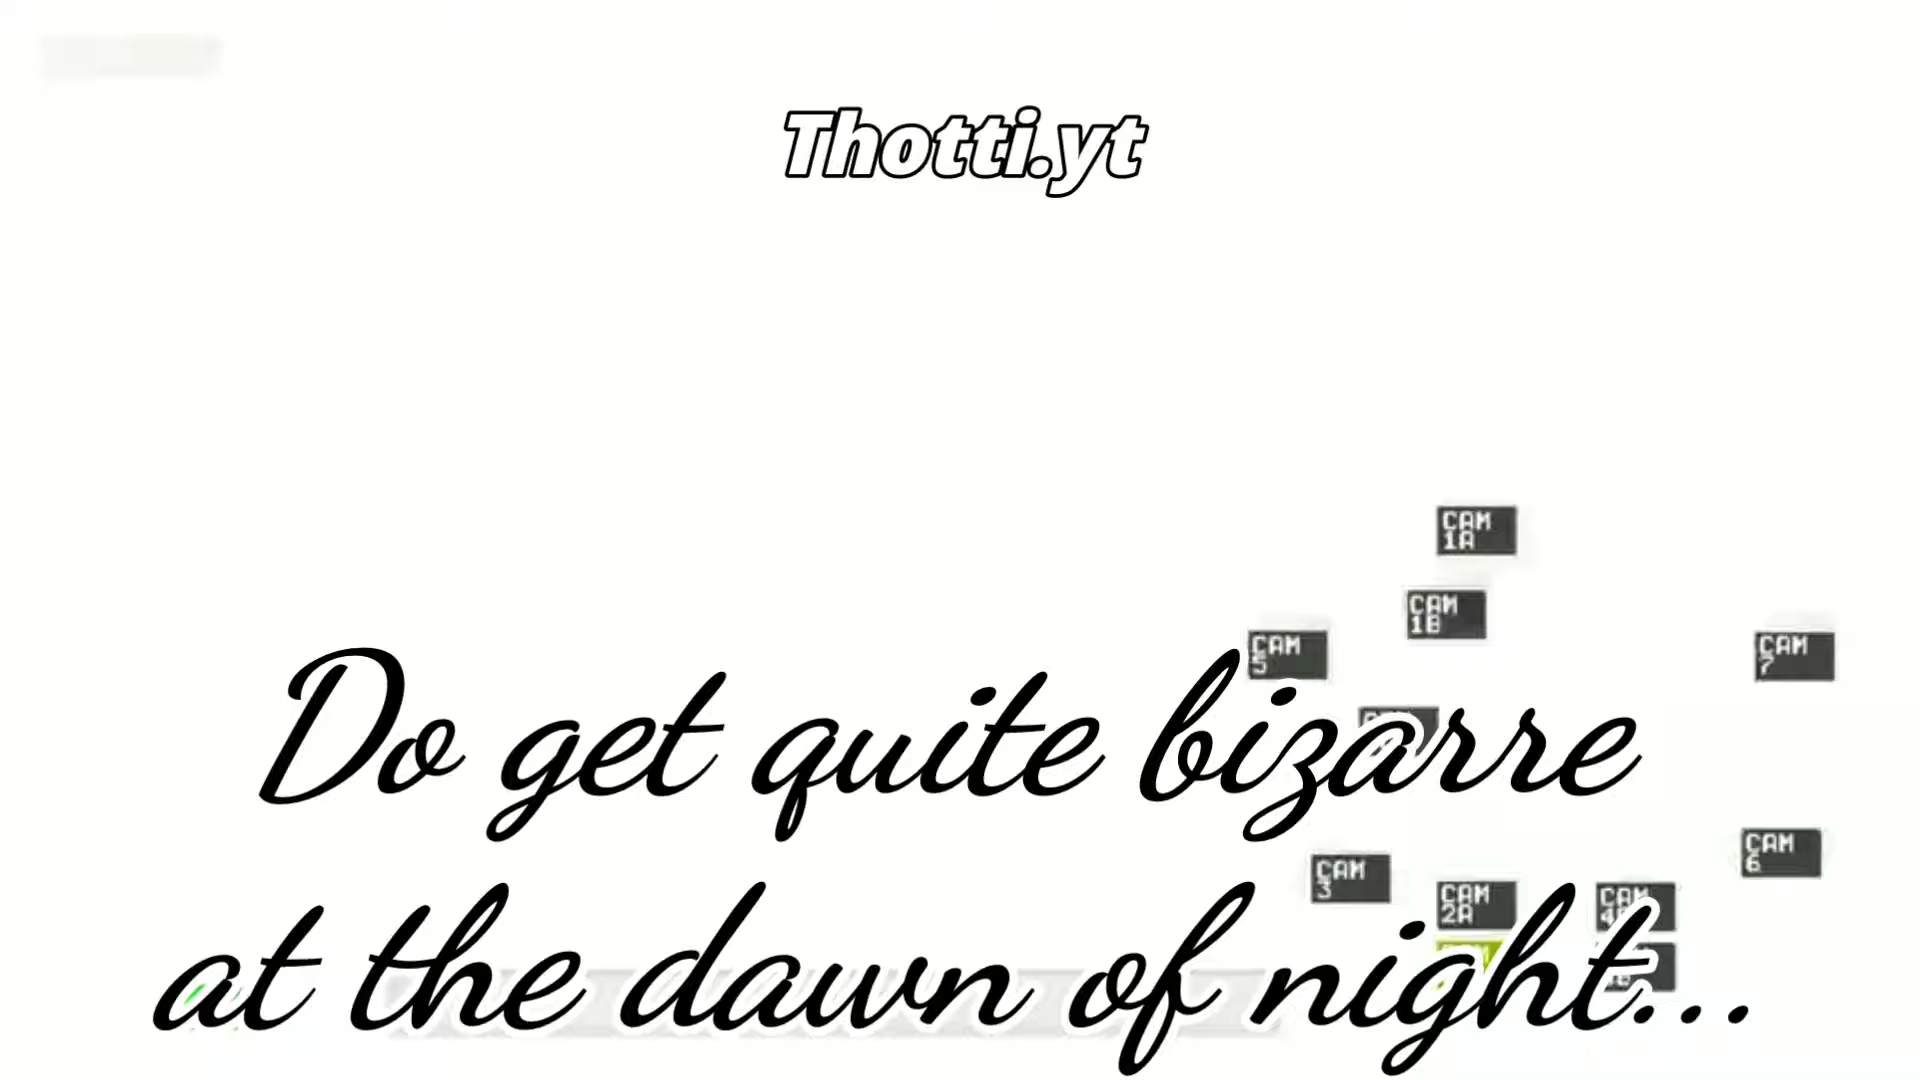 Thotti.yt
CAM
1A
CAM
1B
CAM
5
CAM
7
Do get quite bizarre
CAM
6
CAM
3
CAM
2A
CAM
at the dawn of night...